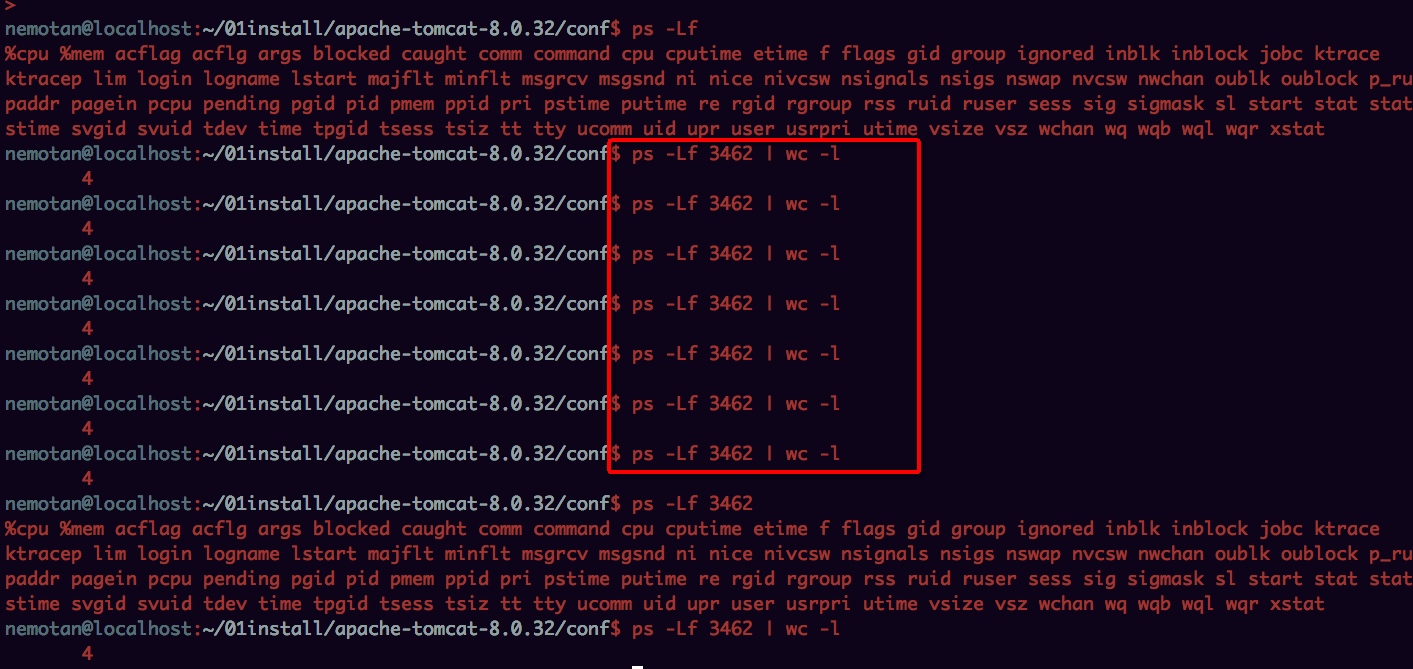 >
nemotan@localhost:~/01install/apache-tomcat-8.0.32/conf$ ps -Lf
%cpu %mem acflag acflg args blocked caught comm command cpu cputime etime f flags gid group ignored inblk inblock jobc ktrace
ktracep lim login logname lstart majflt minflt msgrcv msgsnd ni nice nivcsw nsignals nsigs nswap nvcsw nwchan oublk oublock p_ru
paddr pagein pcpu pending pgid pid pmem ppid pri pstime putime re rgid rgroup rss ruid ruser sess sig sigmask sl start stat stat
stime svgid svuid tdev time tpgid tsess tsiz tt tty ucomm uid upr user usrpri utime vsize vsz wchan wq wqb wql wqr xstat
nemotan@localhost:~/01install/apache-tomcat-8.0.32/conf$ ps -Lf 3462 | wc -l
4
nemotan@localhost:~/01install/apache-tomcat-8.0.32/conf$ ps -Lf 3462 | wc -l
4
nemotan@localhost:~/01install/apache-tomcat-8.0.32/conf$ ps -Lf 3462 | wc -l
4
nemotan@localhost:~/01install/apache-tomcat-8.0.32/conf$ ps -Lf 3462 | wc -l
4
nemotan@localhost:~/01install/apache-tomcat-8.0.32/conf$ ps -Lf 3462 | wc -l
4
nemotan@localhost:~/01install/apache-tomcat-8.0.32/conf$ ps -Lf 3462 | wc -l
4
nemotan@localhost:~/01install/apache-tomcat-8.0.32/conf$ ps -Lf 3462 | wc -l
4
nemotan@localhost:~/01install/apache-tomcat-8.0.32/conf$ ps -Lf 3462
%cpu %mem acflag acflg args blocked caught comm command cpu cputime etime f flags gid group ignored inblk inblock jobc ktrace
ktracep lim login logname lstart majflt minflt msgrcv msgsnd ni nice nivcsw nsignals nsigs nswap nvcsw nwchan oublk oublock p_ru
paddr pagein pcpu pending pgid pid pmem ppid pri pstime putime re rgid rgroup rss ruid ruser sess sig sigmask sl start stat stat
stime svgid svuid tdev time tpgid tsess tsiz tt tty ucomm uid upr user usrpri utime vsize vsz wchan wq wqb wql wqr xstat
nemotan@localhost:~/01install/apache-tomcat-8.0.32/conf$ ps -Lf 3462 | wc -l
4